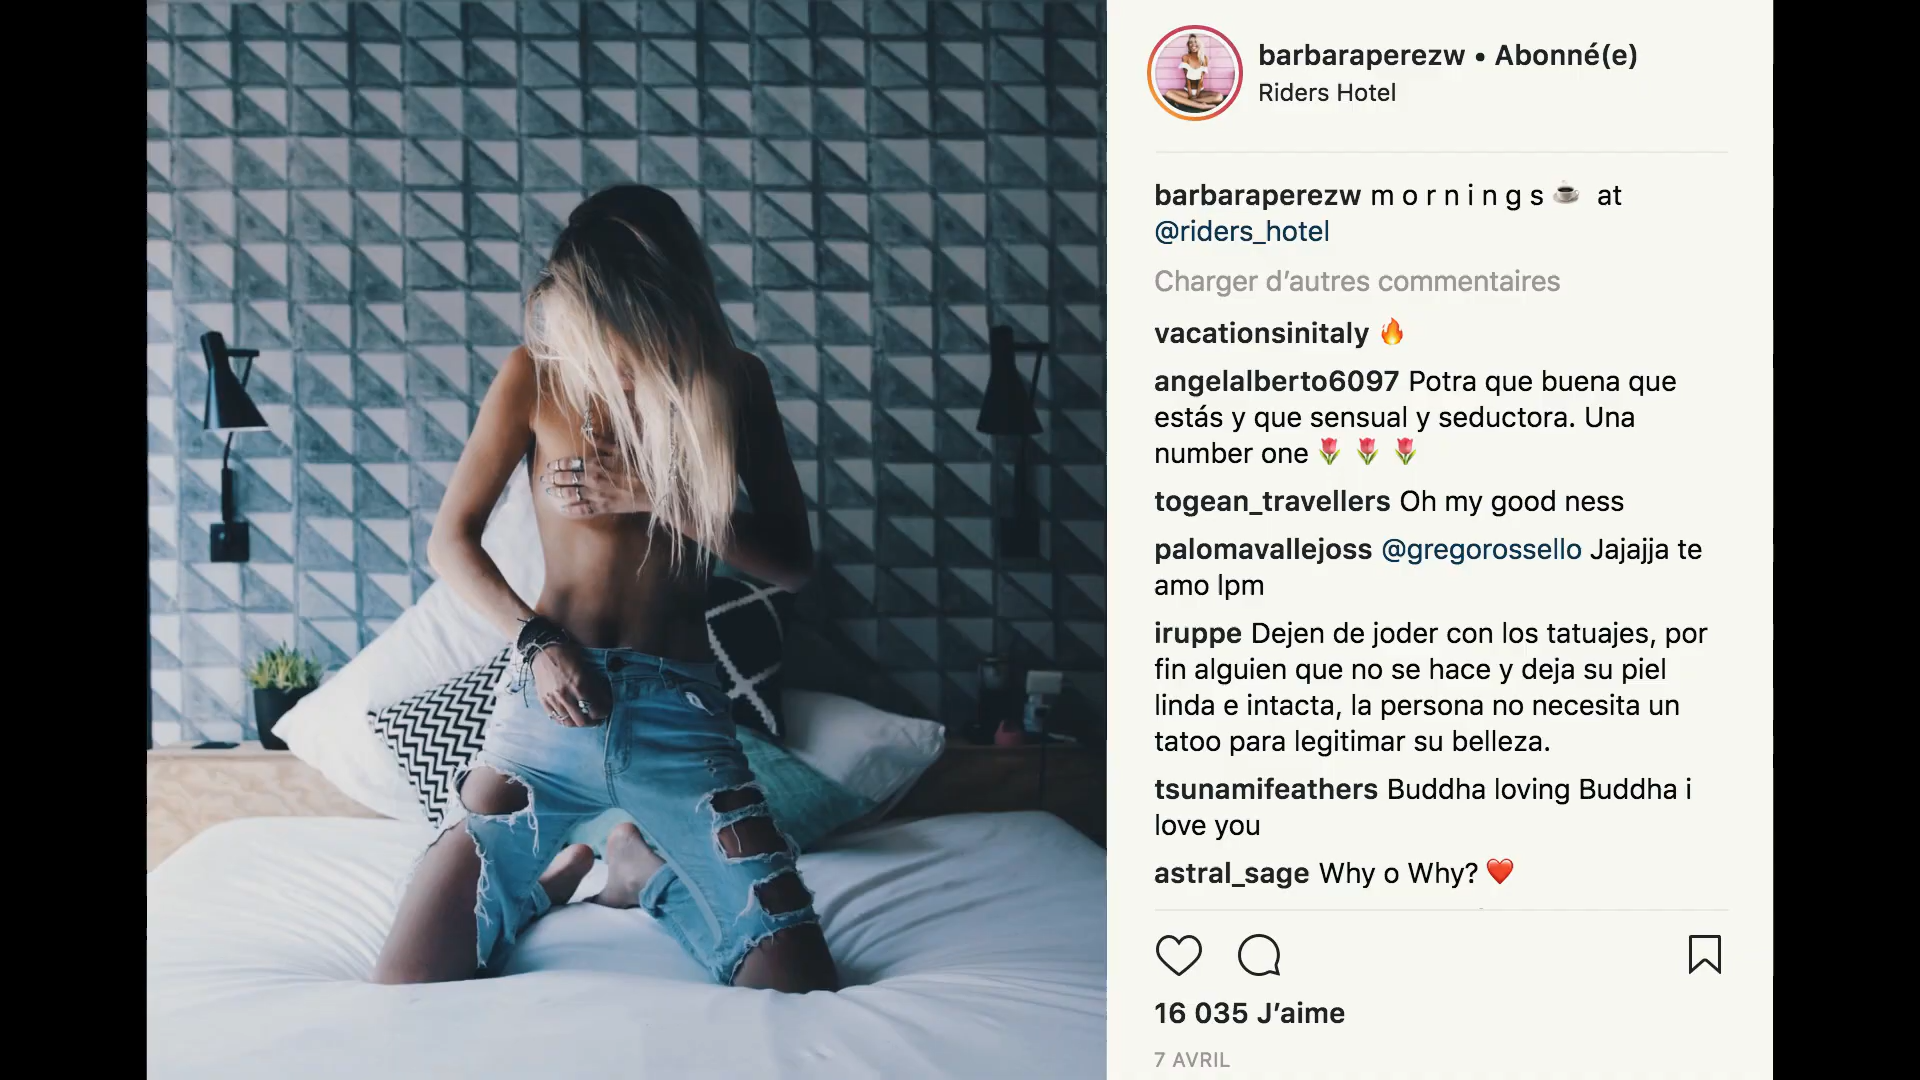 barbaraperezw • Abonné(e)
Riders Hotel
barbaraperezw m o r n i n g s ☕ at
@riders_hotel
Charger d’autres commentaires
vacationsinitaly 🔥
angelalberto6097 Potra que buena que
estás y que sensual y seductora. Una
number one 🌷 🌷 🌷
togean_travellers Oh my good ness
palomavallejoss @gregorossello Jajajja te
amo lpm
iruppe Dejen de joder con los tatuajes, por
fin alguien que no se hace y deja su piel
linda e intacta, la persona no necesita un
tatoo para legitimar su belleza.
tsunamifeathers Buddha loving Buddha i
love you
astral_sage Why o Why? ❤️
16 035 J’aime
7 AVRIL